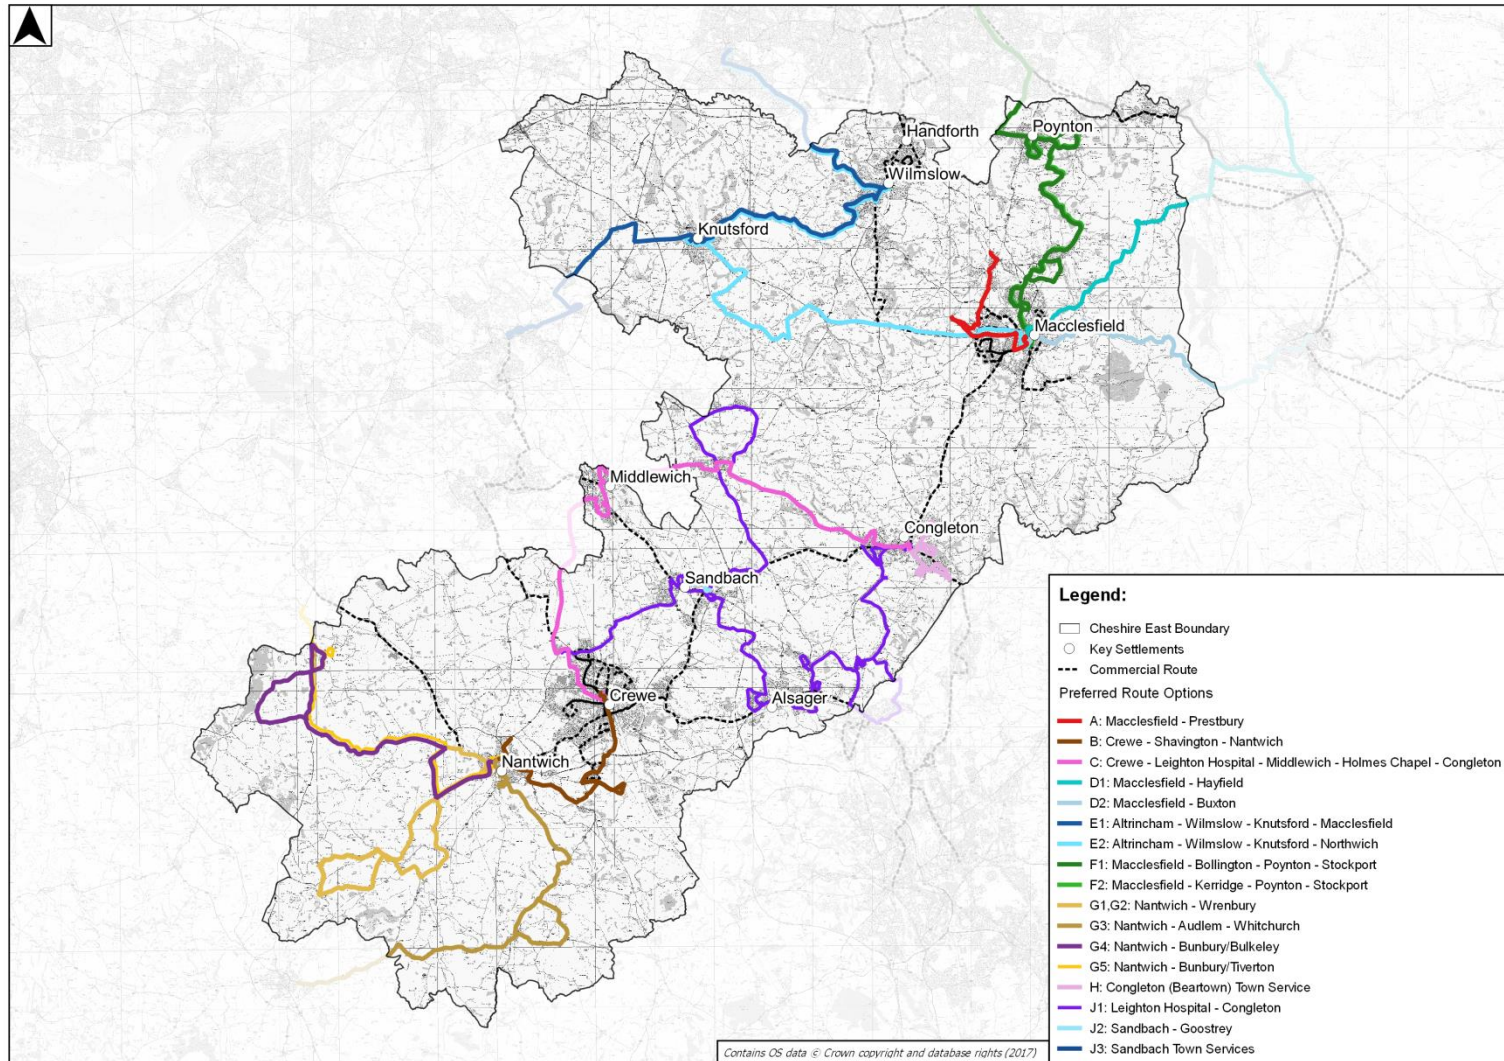 Handforth
Poynton
Wilmslow
Knutsford
Macclesfield
Middlewich
Congleton
Sandbach
Crewe
Alsager
Nantwich
Legend:
Cheshire East Boundary
Key Settlements
Commercial Route
Preferred Route Options
A: Macclesfield - Prestbury
B: Crewe - Shavington - Nantwich
C: Crewe - Leighton Hospital - Middlewich - Holmes Chapel - Congleton
D1: Macclesfield - Hayfield
D2: Macclesfield - Buxton
E1: Altrincham - Wilmslow - Knutsford - Macclesfield
E2: Altrincham - Wilmslow - Knutsford - Northwich
F1: Macclesfield - Bollington - Poynton - Stockport
F2: Macclesfield - Kerridge - Poynton - Stockport
G1,G2: Nantwich - Wrenbury
G3: Nantwich - Audlem - Whitchurch
G4: Nantwich - Bunbury/Bulkeley
G5: Nantwich - Bunbury/Tiverton
H: Congleton (Beartown) Town Service
J1: Leighton Hospital - Congleton
J2: Sandbach - Goostrey
J3: Sandbach Town Services
Contains OS data © Crown copyright and database rights (2017)